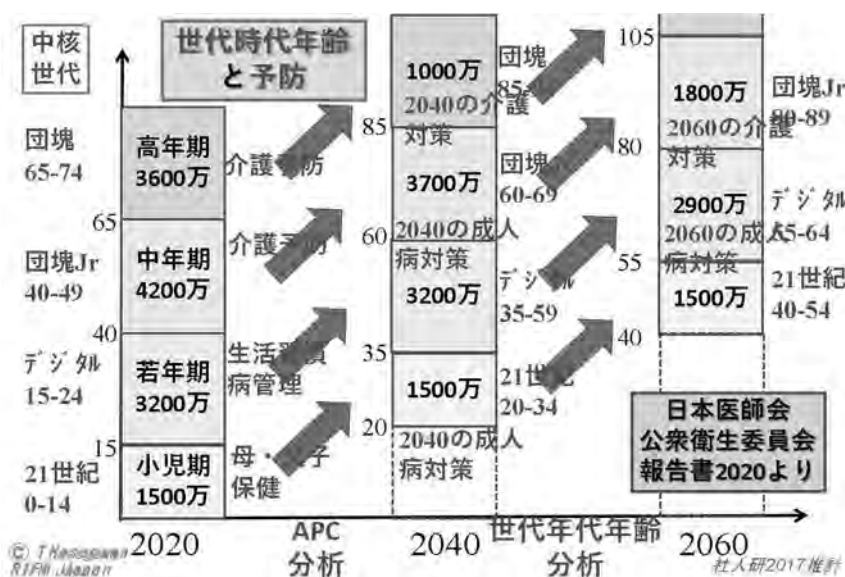 中核
世代
世代時代年齢
と予防
団塊
65-74
65
団塊Jr
40-49
40
デジタル
15-24
15
21世紀
0-14
高年期
3600万
中年期
4200万
若年期
3200万
小児期
1500万
介護予防
介護予防
生活習慣
病管理
母・
子
保健
1000万
2040の介護
対策
85
3700万
2040の成人
病対策
60
3200万
35
1500万
20
2040の成人
病対策
団塊
団塊
60-69
デジタル
35-59
21世紀
20-34
105
1800万
2060の介護
対策
80
2900万
2060の成人
病対策
55
1500万
40
団塊Jr
80-89
デジタル
55-64
21世紀
40-54
日本医師会
公衆衛生委員会
報告書2020より
2020
APC
分析
2040
世代年代年齢
分析
2060
© T Hasegawa
RIFH Japan
社人研2017推計